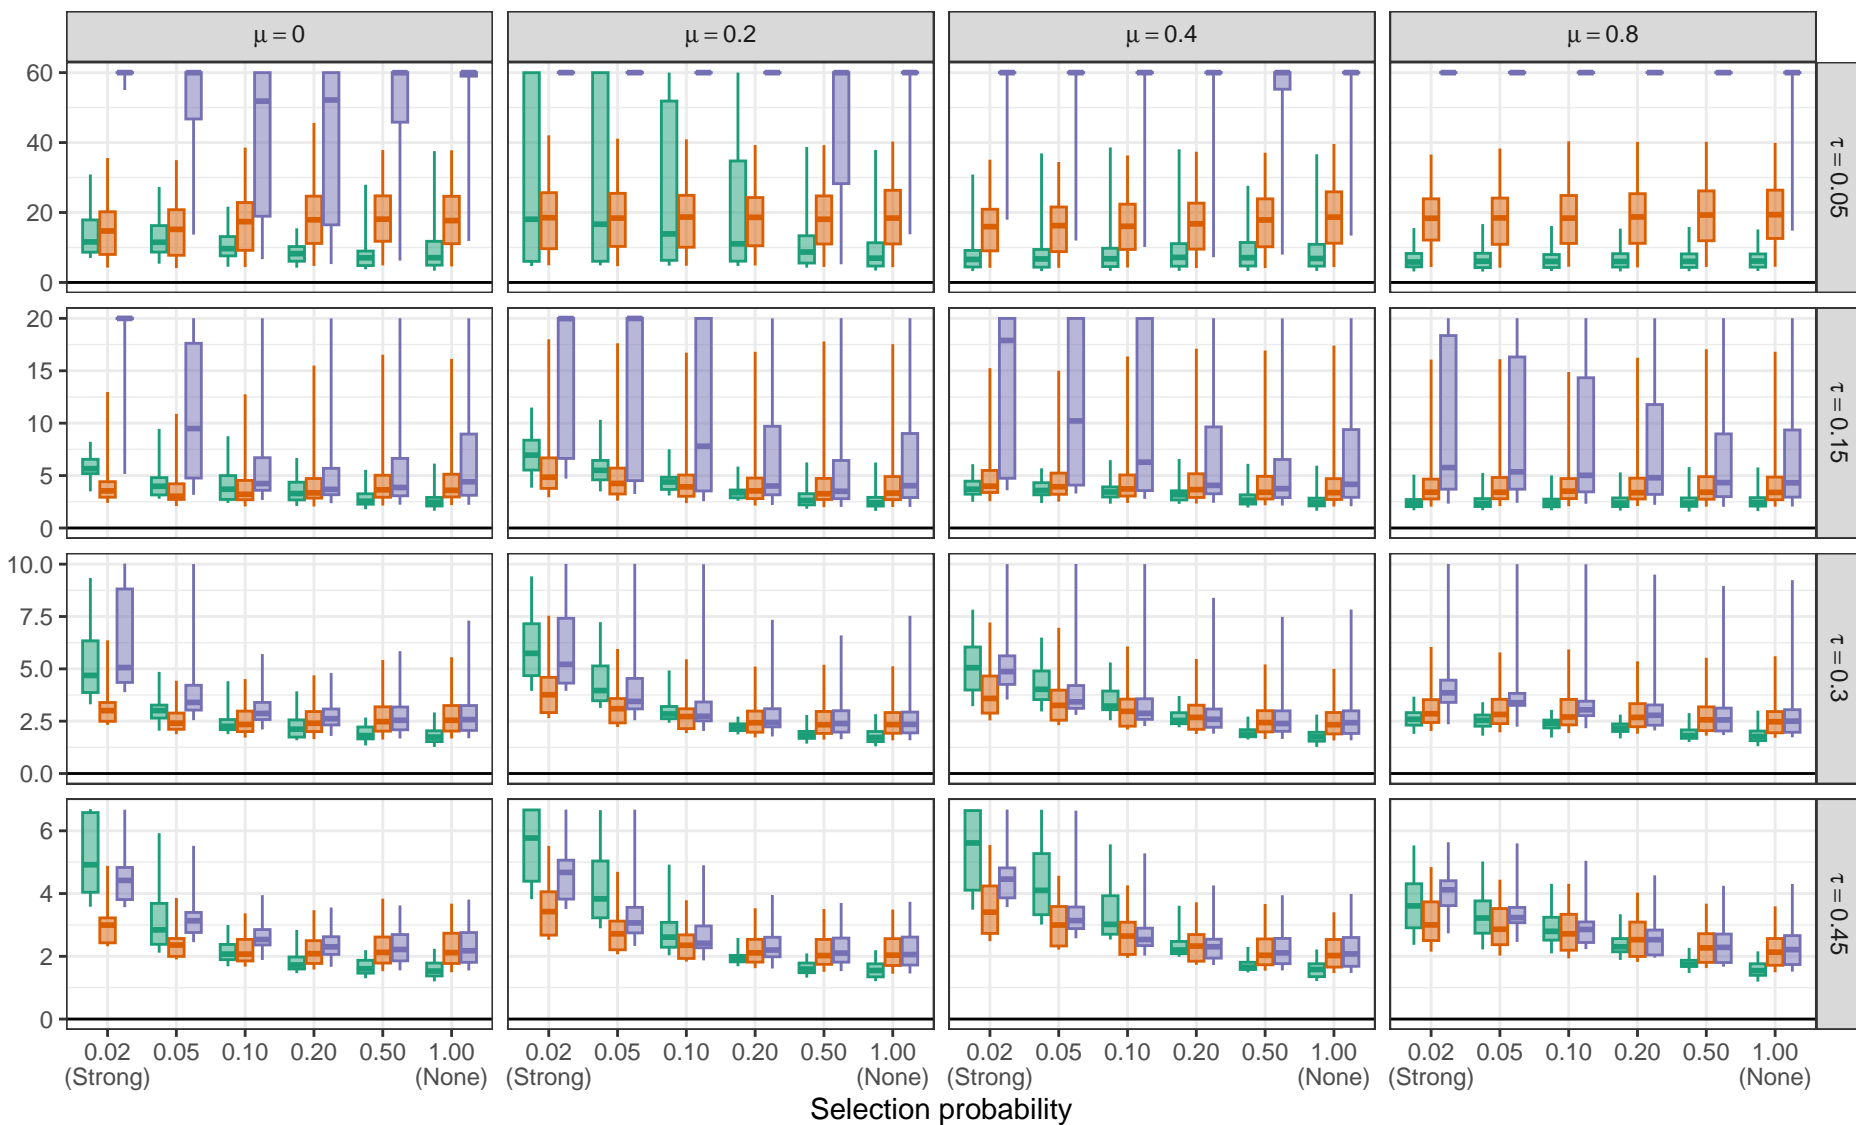 μ = 0
μ = 0.2
μ = 0.4
μ = 0.8
60
40
20
0
τ = 0.05
20
15
10
5
0
τ = 0.15
10.0
7.5
5.0
2.5
0.0
τ = 0.3
6
4
2
0
τ = 0.45
0.02 0.05 0.10 0.20 0.50 1.00 0.02 0.05 0.10 0.20 0.50 1.00 0.02 0.05 0.10 0.20 0.50 1.00 0.02 0.05 0.10 0.20 0.50 1.00
(Strong) (None) (Strong) (None) (Strong) (None) (Strong) (None)
Selection probability